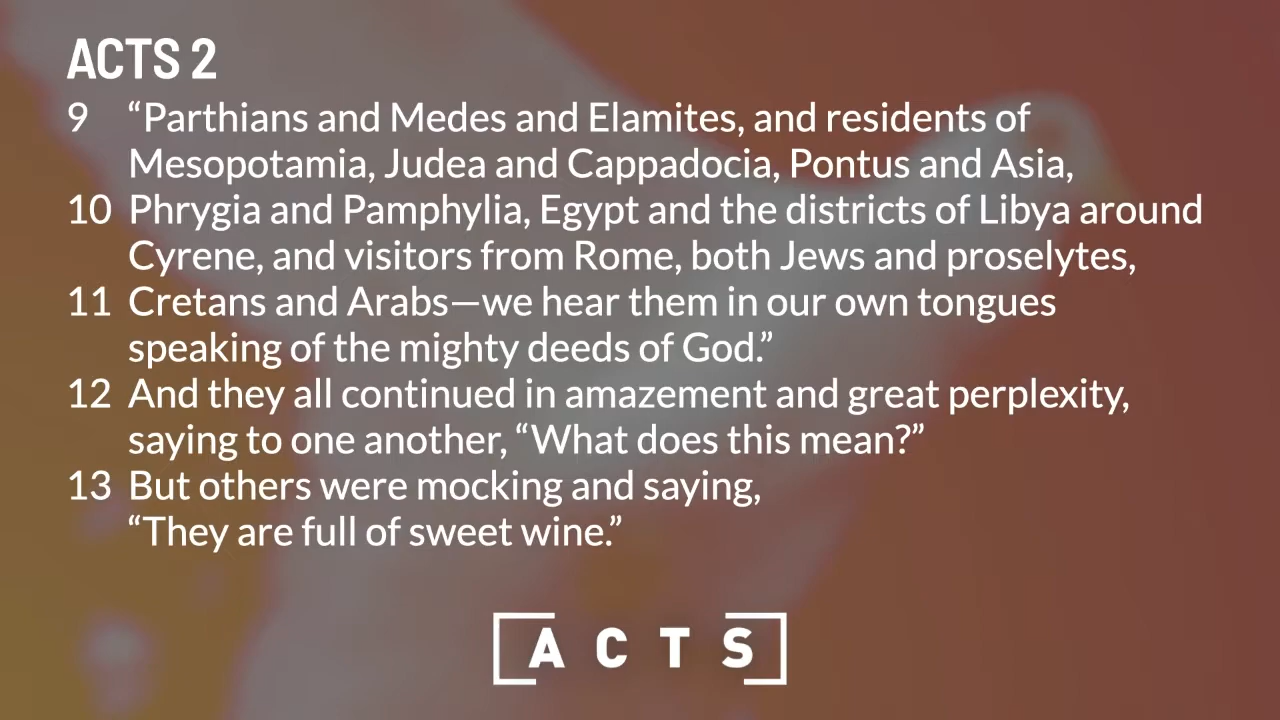 ACTS 2
9 “Parthians and Medes and Elamites, and residents of
Mesopotamia, Judea and Cappadocia, Pontus and Asia,
10 Phrygia and Pamphylia, Egypt and the districts of Libya around
Cyrene, and visitors from Rome, both Jews and proselytes,
11 Cretans and Arabs—we hear them in our own tongues
speaking of the mighty deeds of God.”
12 And they all continued in amazement and great perplexity,
saying to one another, “What does this mean?”
13 But others were mocking and saying,
“They are full of sweet wine.”
ACTS